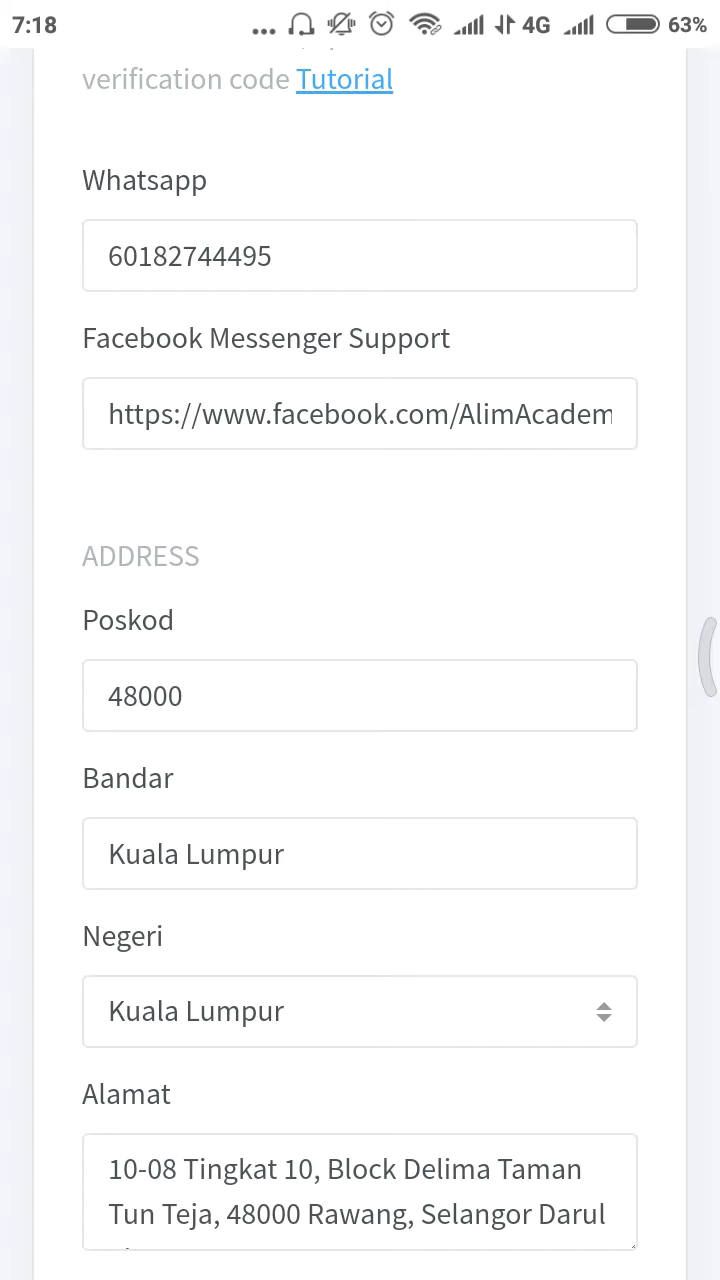 7:18 ... 4G 63%
verification code Tutorial
Whatsapp
60182744495
Facebook Messenger Support
https://www.facebook.com/AlimAcadem
ADDRESS
Poskod
48000
Bandar
Kuala Lumpur
Negeri
Kuala Lumpur
Alamat
10-08 Tingkat 10, Block Delima Taman
Tun Teja, 48000 Rawang, Selangor Darul